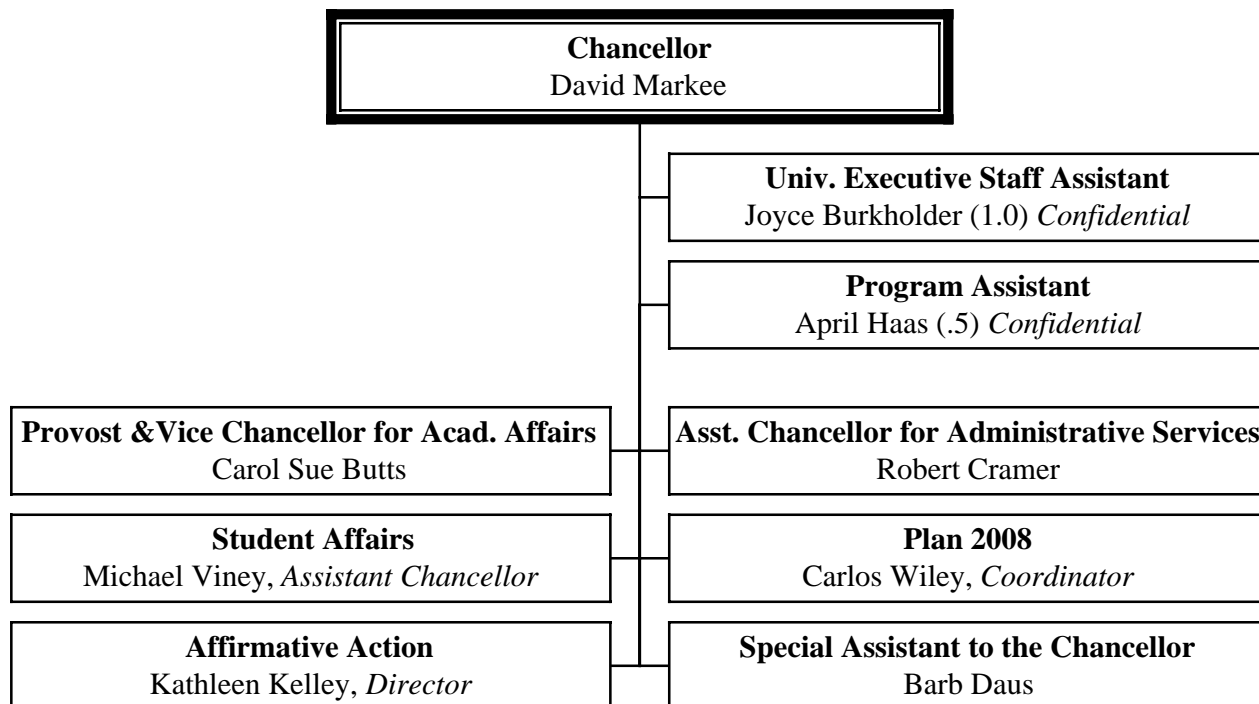 Chancellor
David Markee
Univ. Executive Staff Assistant
Joyce Burkholder (1.0) Confidential
Program Assistant
April Haas (.5) Confidential
Provost &Vice Chancellor for Acad. Affairs
Carol Sue Butts
Asst. Chancellor for Administrative Services
Robert Cramer
Student Affairs
Michael Viney, Assistant Chancellor
Plan 2008
Carlos Wiley, Coordinator
Affirmative Action
Kathleen Kelley, Director
Special Assistant to the Chancellor
Barb Daus